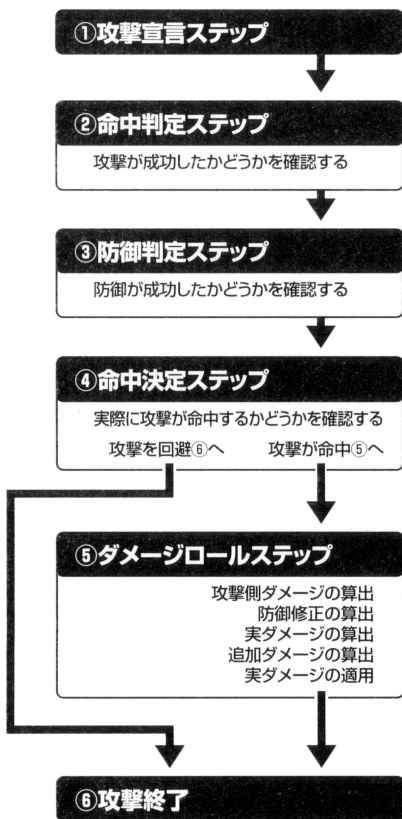 ①攻撃宣言ステップ
②命中判定ステップ
攻撃が成功したかどうかを確認する
③防御判定ステップ
防御が成功したかどうかを確認する
④命中決定ステップ
実際に攻撃が命中するかどうかを確認する
攻撃を回避⑥へ 攻撃が命中⑤へ
⑤ダメージロールステップ
攻撃側ダメージの算出
防御修正の算出
実ダメージの算出
追加ダメージの算出
実ダメージの適用
⑥攻撃終了